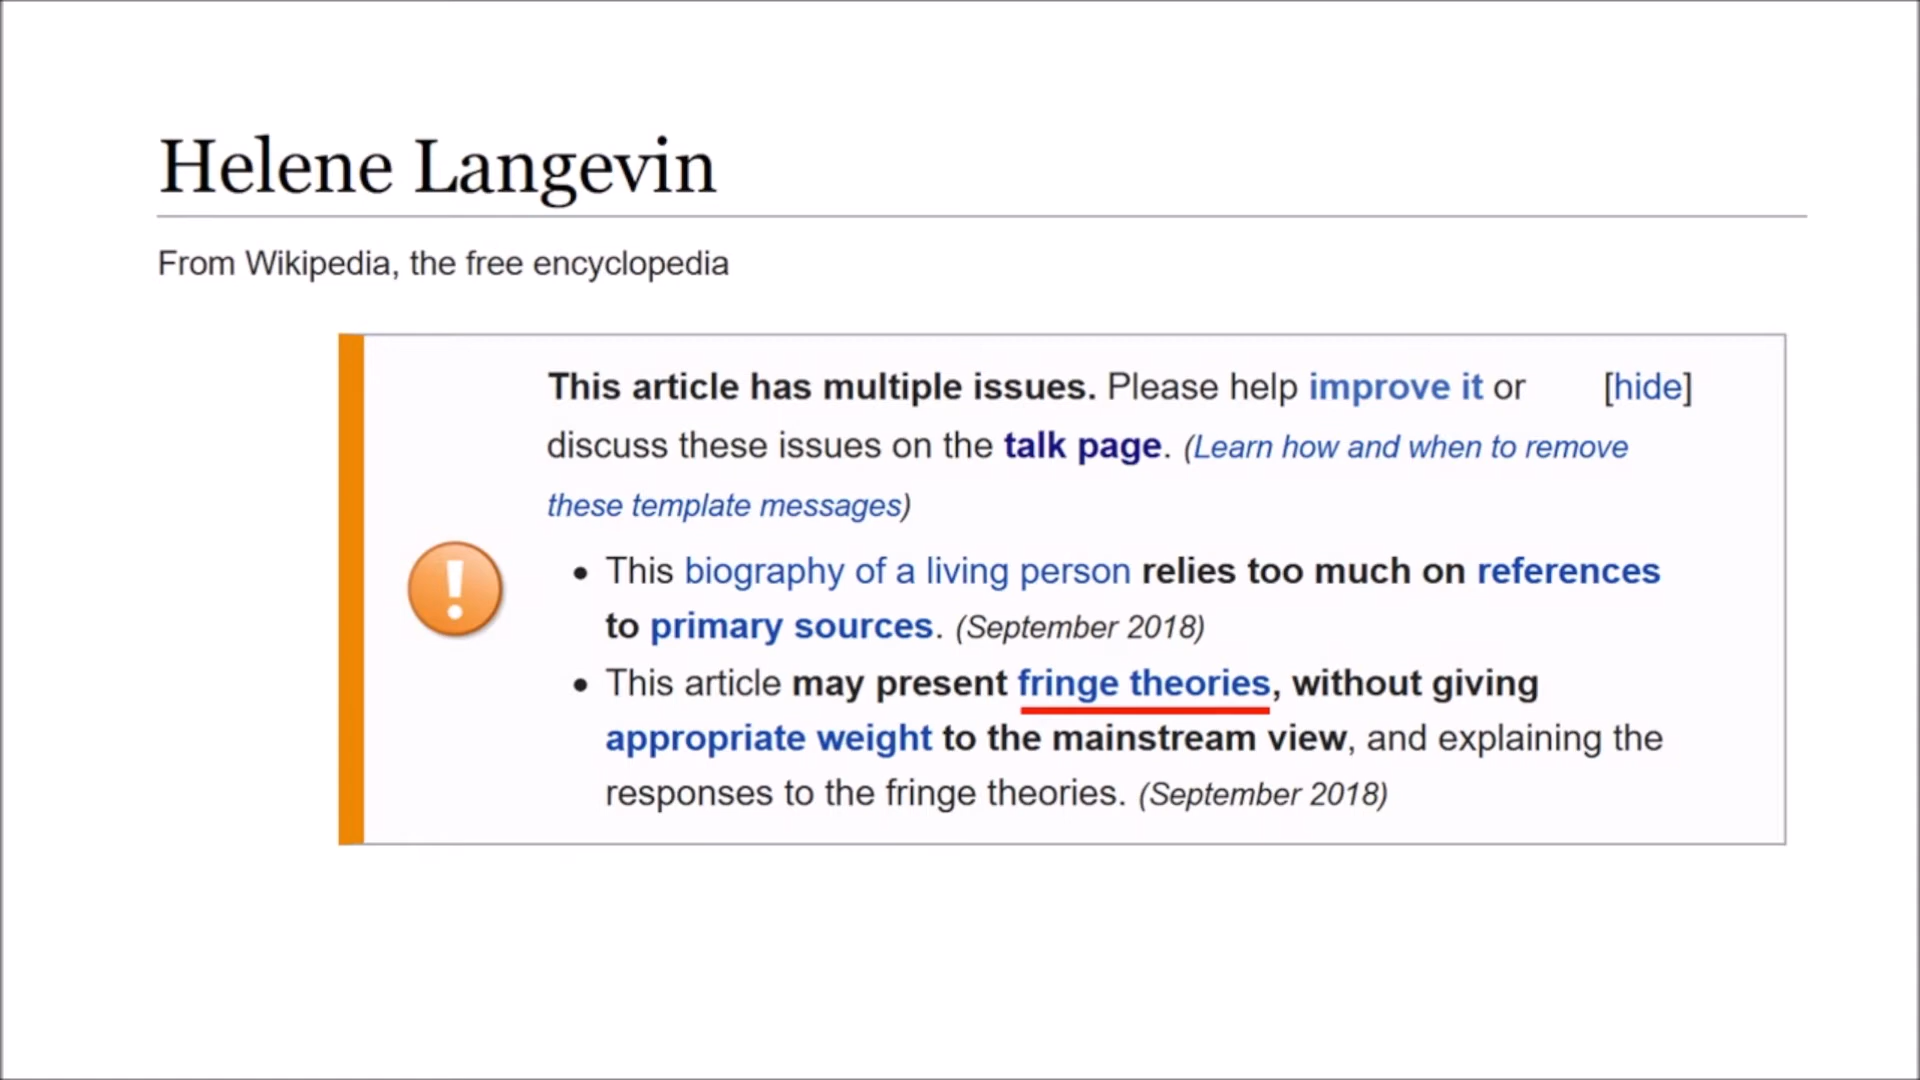 Helene Langevin
From Wikipedia, the free encyclopedia
This article has multiple issues. Please help improve it or [hide]
discuss these issues on the talk page. (Learn how and when to remove
these template messages)
• This biography of a living person relies too much on references
to primary sources. (September 2018)
• This article may present fringe theories, without giving
appropriate weight to the mainstream view, and explaining the
responses to the fringe theories. (September 2018)